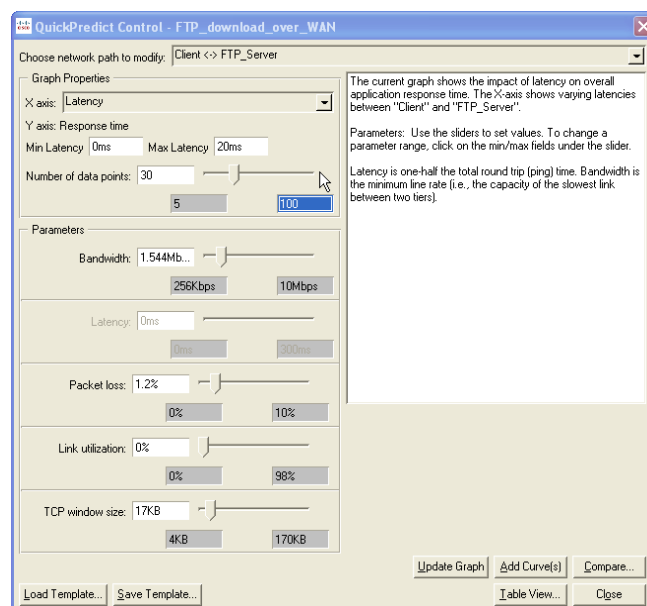 QuickPredict Control - FTP_download_over_WAN
Choose network path to modify: Client <-> FTP_Server
Graph Properties
X axis: Latency
Y axis: Response time
Min Latency 0ms Max Latency 20ms
Number of data points: 30
5 100
Parameters
Bandwidth: 1.544Mb...
256Kbps 10Mbps
Latency: 0ms
0ms 300ms
Packet loss: 1.2%
0% 10%
Link utilization: 0%
0% 98%
TCP window size: 17KB
4KB 170KB
The current graph shows the impact of latency on overall
application response time. The X-axis shows varying latencies
between "Client" and "FTP_Server".
Parameters: Use the sliders to set values. To change a
parameter range, click on the min/max fields under the slider.
Latency is one-half the total round trip (ping) time. Bandwidth is
the minimum line rate (i.e., the capacity of the slowest link
between two tiers).
Update Graph Add Curve(s) Compare...
Load Template... Save Template... Table View... Close